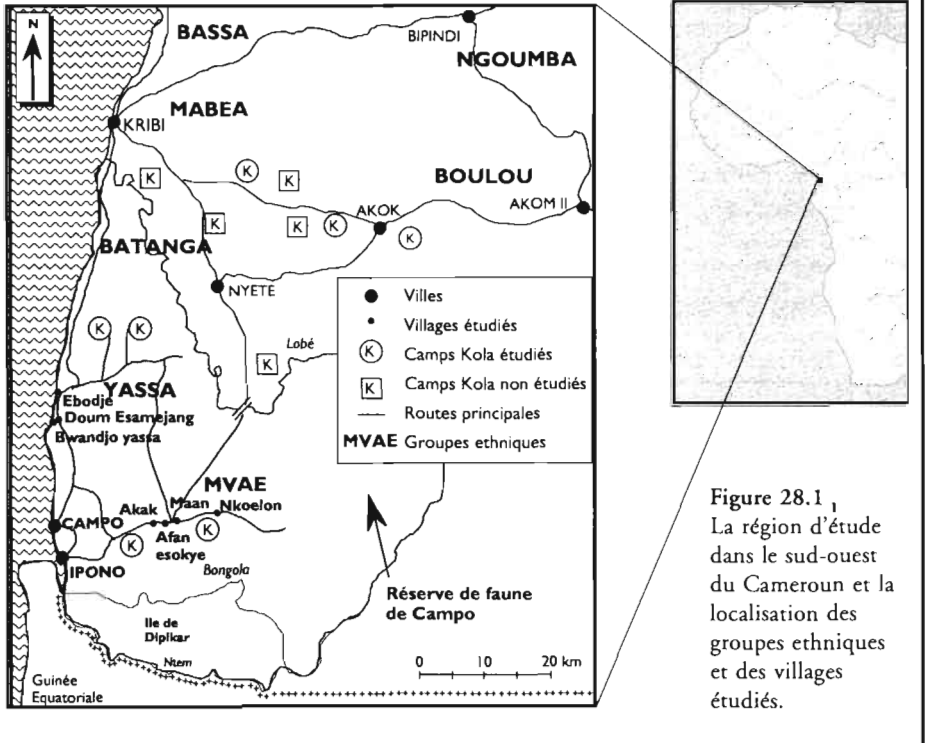 N
BASSA
BIPINDI
NGOUMBA
MABEA
KRIBI
K
K
K
BOULOU
AKOM II
AKOK
K
K
K
K
BATANGA
NYETE
Villes
Villages étudiés
K Camps Kola étudiés
K Camps Kola non étudiés
Routes principales
MVAE Groupes ethniques
Lobé
K
K
K
YASSA
Ebodje
Doum Esamejang
Bwandjo yassa
MVAE
Maan
Nkoelon
Akak
CAMPO
Afan
esokye
K
K
IPONO
Bongola
Réserve de faune
de Campo
Ile de
Dipikar
Ntem
0 10 20 km
Guinée
Equatoriale
Figure 28.1
La région d'étude
dans le sud-ouest
du Cameroun et la
localisation des
groupes ethniques
et des villages
étudiés.